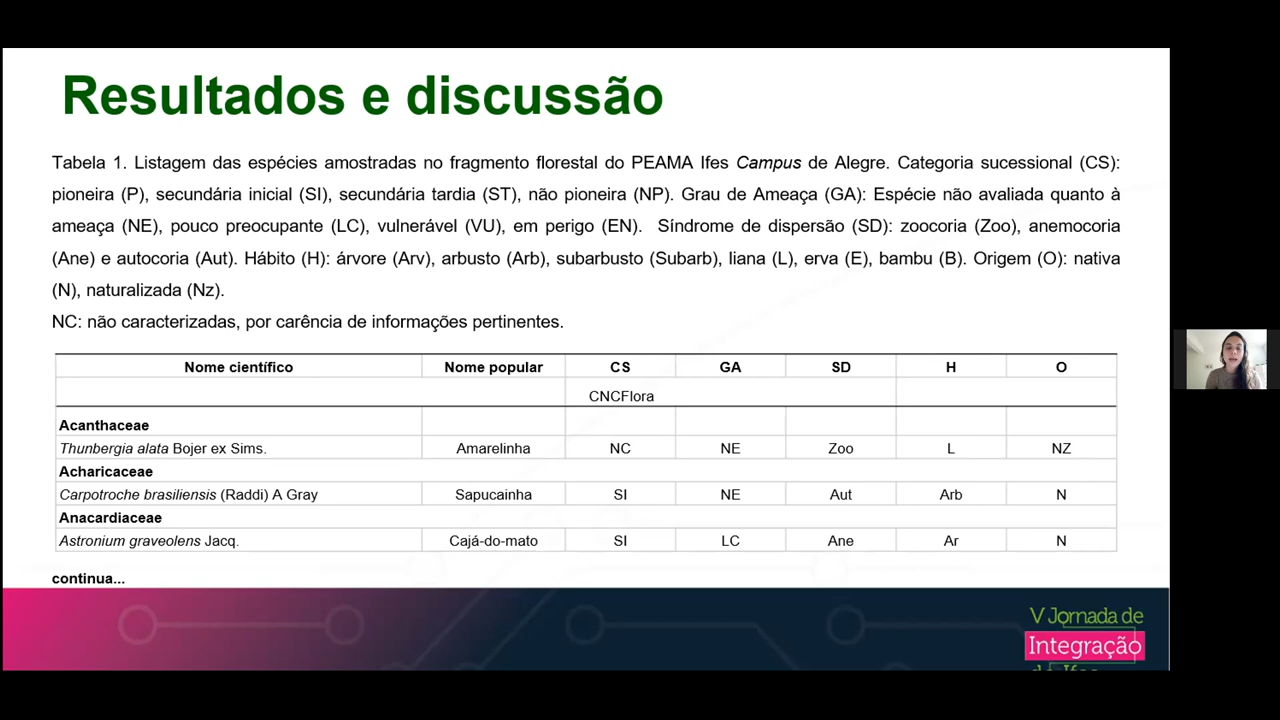 Resultados e discussão
Tabela 1. Listagem das espécies amostradas no fragmento florestal do PEAMA Ifes Campus de Alegre. Categoria sucessional (CS):
pioneira (P), secundária inicial (SI), secundária tardia (ST), não pioneira (NP). Grau de Ameaça (GA): Espécie não avaliada quanto à
ameaça (NE), pouco preocupante (LC), vulnerável (VU), em perigo (EN). Síndrome de dispersão (SD): zoocoria (Zoo), anemocoria
(Ane) e autocoria (Aut). Hábito (H): árvore (Arv), arbusto (Arb), subarbusto (Subarb), liana (L), erva (E), bambu (B). Origem (O): nativa
(N), naturalizada (Nz).
NC: não caracterizadas, por carência de informações pertinentes.
Nome científico Nome popular CS GA SD H O
CNCFlora
Acanthaceae
Thunbergia alata Bojer ex Sims. Amarelinha NC NE Zoo L NZ
Acharicaceae
Carpotroche brasiliensis (Raddi) A Gray Sapucainha SI NE Aut Arb N
Anacardiaceae
Astronium graveolens Jacq. Cajá-do-mato SI LC Ane Ar N
continua...
V Jornada de
Integração
do Ifes